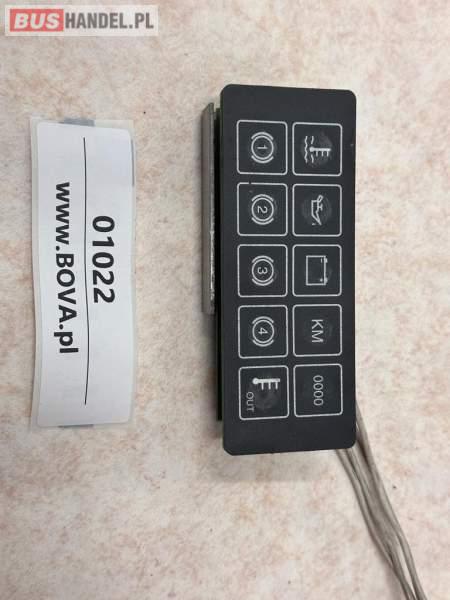 BUSHANDEL.PL
01022
www.BOVA.pl
1
2
3
4
OUT
KM
0000